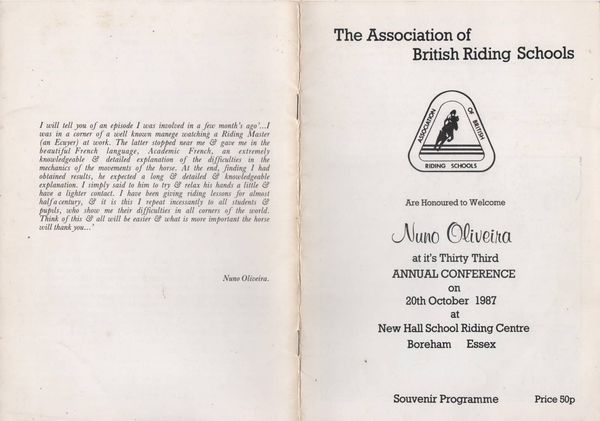 I will tell you of an episode I was involved in a few month's ago'...I
was in a corner of a well known manege watching a Riding Master
(an Ecuyer) at work. The latter stopped near me & gave me in the
beautiful French language, Academic French, an extremely
knowledgeable & detailed explanation of the difficulties in the
mechanics of the movements of the horse. At the end, finding I had
obtained results, he expected a long & detailed & knowledgeable
explanation. I simply said to him to try & relax his hands a little &
have a lighter contact. I have been giving riding lessons for almost
half a century, & it is this I repeat incessantly to all students &
pupols, who show me their difficulties in all corners of the world.
Think of this & all will be easier & what is more important the horse
will thank you...'
Nuno Oliveira.
The Association of
British Riding Schools
ASSOCIATION OF BRITISH
RIDING SCHOOLS
Are Honoured to Welcome
Nuno Oliveira
at it's Thirty Third
ANNUAL CONFERENCE
on
20th October 1987
at
New Hall School Riding Centre
Boreham Essex
Souvenir Programme Price 50p